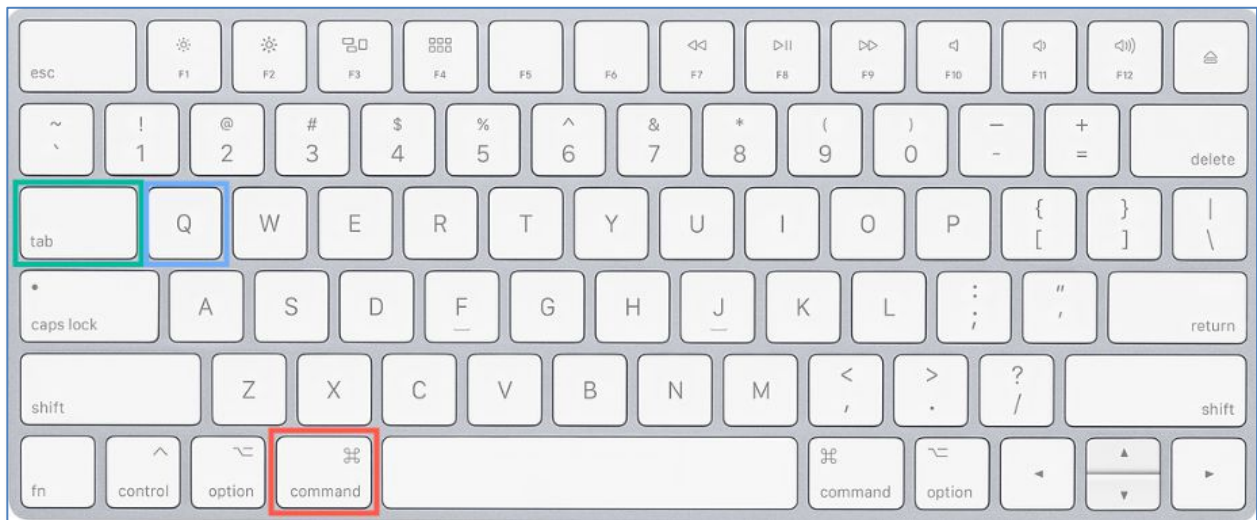 esc F1 F2 F3 F4 F5 F6 F7 F8 F9 F10 F11 F12
~ ! @ # $ % ^ & * ( ) — +
` 1 2 3 4 5 6 7 8 9 0 - = delete
tab Q W E R T Y U I O P { [ } ] | \
caps lock A S D F G H J K L : ; " ' return
shift Z X C V B N M < , > . ? / shift
fn ^ control ⌥ option ⌘ command ⌘ command ⌥ option ◀ ▲ ▼ ▶